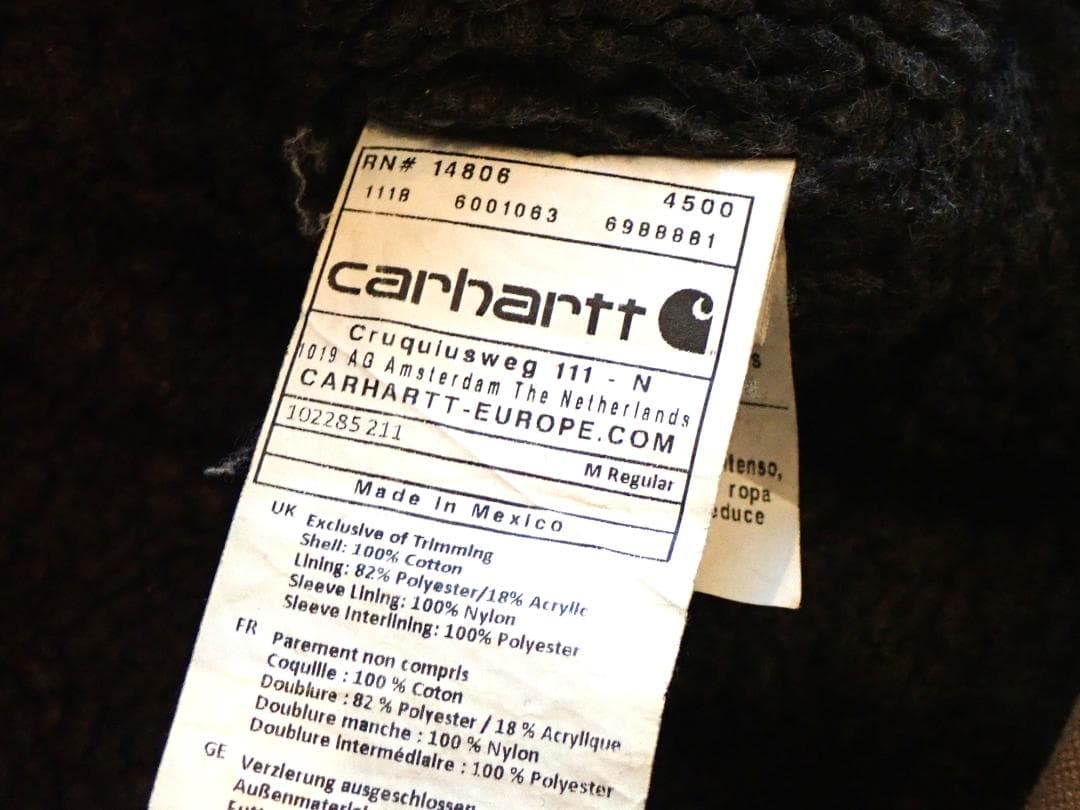 RN# 14806 4500
1118 6001063 6988881
carhartt
Cruquiusweg 111 - N
1019 AG Amsterdam The Netherlands
CARHARTT-EUROPE.COM
102285 211
M Regular
Made in Mexico
UK Exclusive of Trimming
Shell: 100% Cotton
Lining: 82% Polyester/18% Acrylic
Sleeve Lining: 100% Nylon
Sleeve Interlining: 100% Polyester
FR Parement non compris
Coquille : 100 % Coton
Doublure : 82 % Polyester / 18 % Acrylique
Doublure manche : 100 % Nylon
Doublure Intermédiaire : 100 % Polyester
GE Verzierung ausgeschlossen
ropa